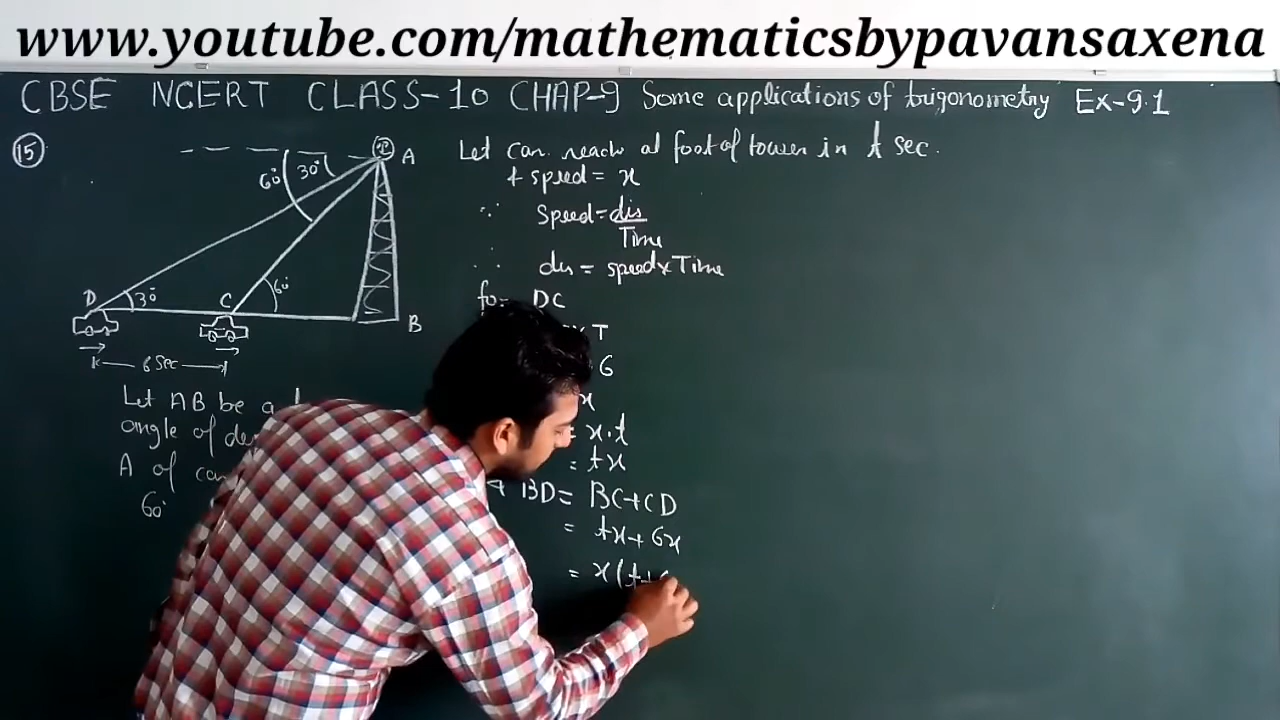 www.youtube.com/mathematicsbypavansaxena
CBSE NCERT CLASS-10 CHAP-9 Some applications of trigonometry Ex-9.1
15
A
60° 30°
D 30° C 60° B
6 Sec
Let AB be a
angle of
A of
60°
Let car reach at foot of tower in t sec.
+ speed = x
∵ Speed = dis
Time
∴ dis = speed x Time
for DC
x T
6
x
= x.t
= tx
BD = BC+CD
= tx + 6x
= x(t+